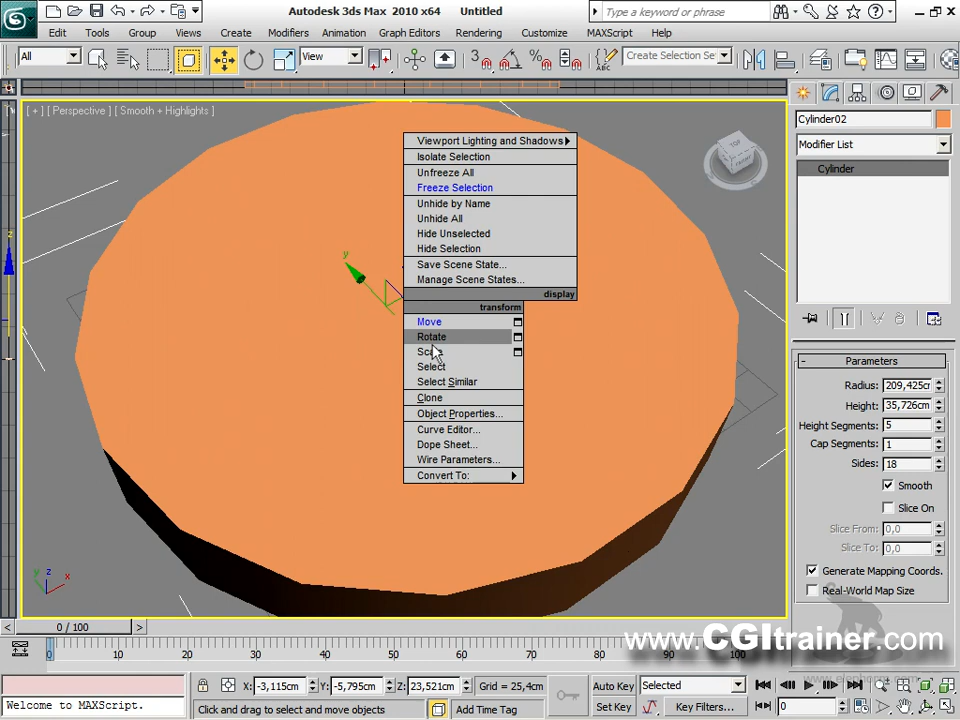 Autodesk 3ds Max 2010 x64 Untitled
Type a keyword or phrase
Edit Tools Group Views Create Modifiers Animation Graph Editors Rendering Customize MAXScript Help
All View Create Selection Se
[ + ] [ Perspective ] [ Smooth + Highlights ]
Viewport Lighting and Shadows
Isolate Selection
Unfreeze All
Freeze Selection
Unhide by Name
Unhide All
Hide Unselected
Hide Selection
Save Scene State...
Manage Scene States...
display
transform
Move
Rotate
Scale
Select
Select Similar
Clone
Object Properties...
Curve Editor...
Dope Sheet...
Wire Parameters...
Convert To:
TOP
FRONT
y
z
y z x
Cylinder02
Modifier List
Cylinder
Parameters
Radius: 209,425cm
Height: 35,726cm
Height Segments: 5
Cap Segments: 1
Sides: 18
Smooth
Slice On
Slice From: 0,0
Slice To: 0,0
Generate Mapping Coords.
Real-World Map Size
0 / 100
www.CGItrainer.com
0 10 20 30 40 50 60 70 80 90 100
X: -3,115cm Y: -5,795cm Z: 23,521cm Grid = 25,4cm Auto Key Selected
Welcome to MAXScript. Click and drag to select and move objects Add Time Tag Set Key Key Filters... 0